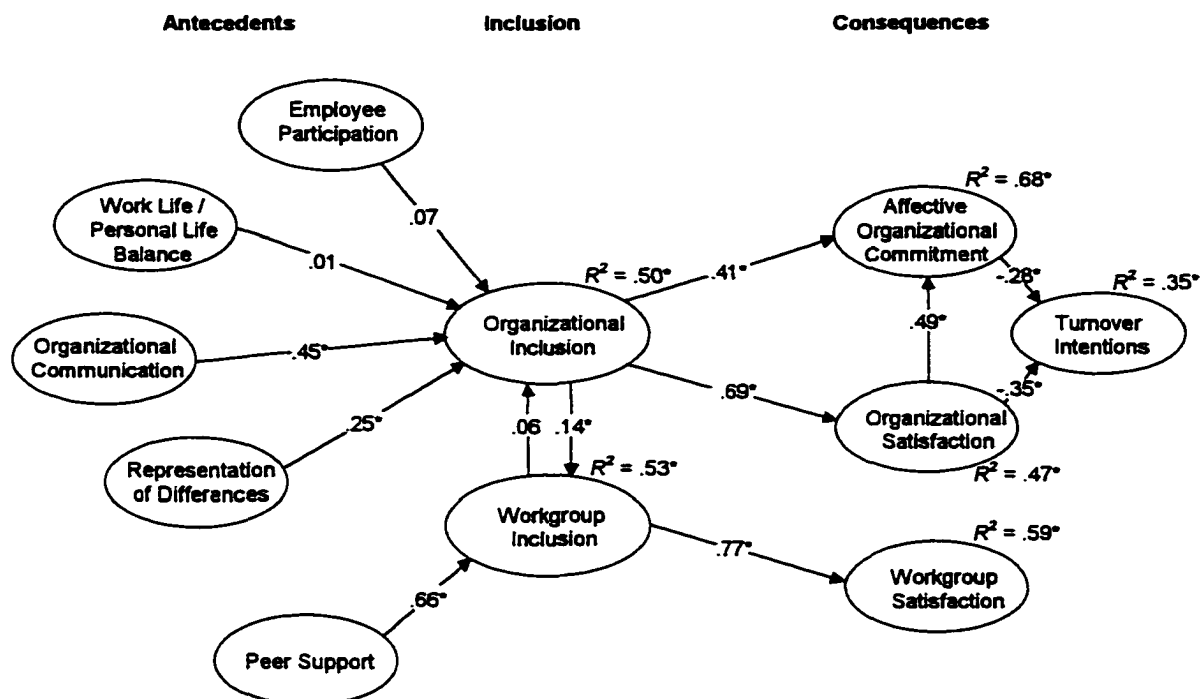 Antecedents
Inclusion
Consequences
Employee
Participation
.07
Work Life /
Personal Life
Balance
.01
Organizational
Communication
.45*
Representation
of Differences
.25*
Peer Support
.66*
R² = .50*
Organizational
Inclusion
.06
.14*
R² = .53*
Workgroup
Inclusion
.41*
.69*
.77*
R² = .68*
Affective
Organizational
Commitment
-.28*
.49*
R² = .35*
Turnover
Intentions
-.35*
Organizational
Satisfaction
R² = .47*
R² = .59*
Workgroup
Satisfaction